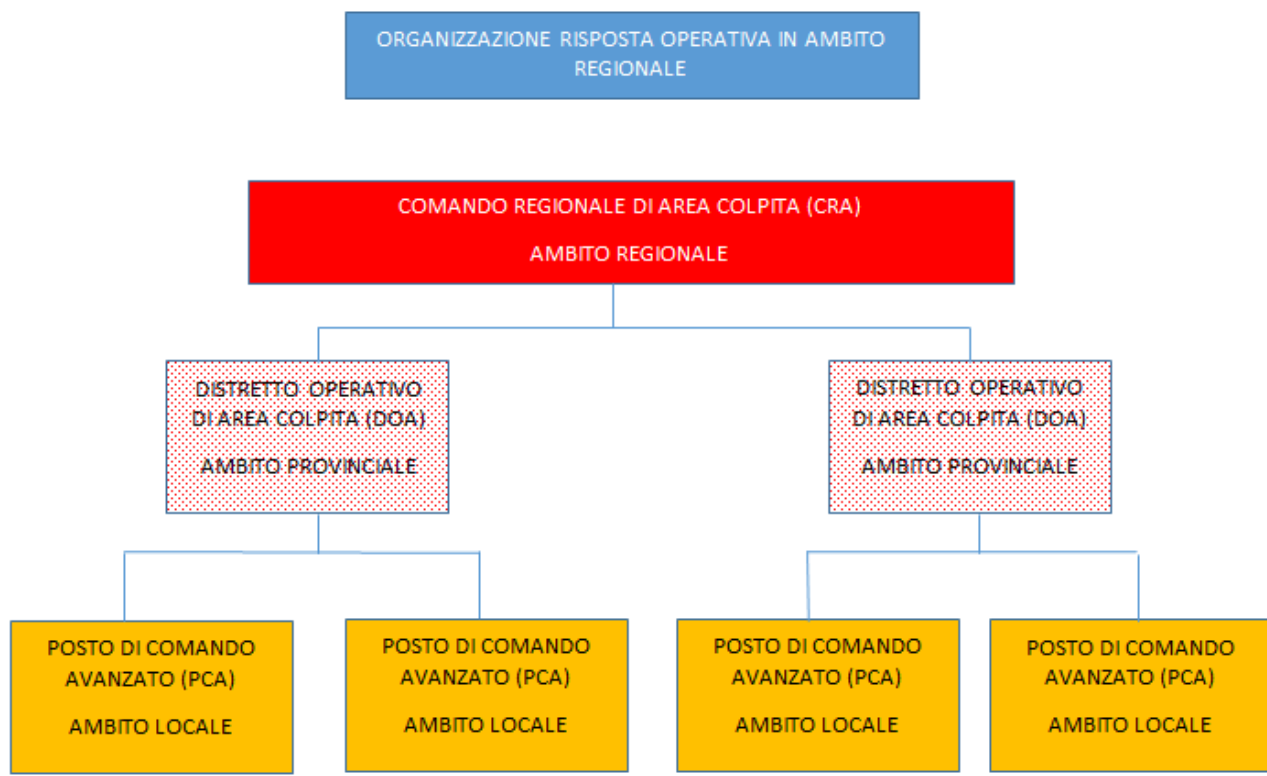 ORGANIZZAZIONE RISPOSTA OPERATIVA IN AMBITO
REGIONALE
COMANDO REGIONALE DI AREA COLPITA (CRA)
AMBITO REGIONALE
DISTRETTO OPERATIVO
DI AREA COLPITA (DOA)
AMBITO PROVINCIALE
DISTRETTO OPERATIVO
DI AREA COLPITA (DOA)
AMBITO PROVINCIALE
POSTO DI COMANDO
AVANZATO (PCA)
AMBITO LOCALE
POSTO DI COMANDO
AVANZATO (PCA)
AMBITO LOCALE
POSTO DI COMANDO
AVANZATO (PCA)
AMBITO LOCALE
POSTO DI COMANDO
AVANZATO (PCA)
AMBITO LOCALE